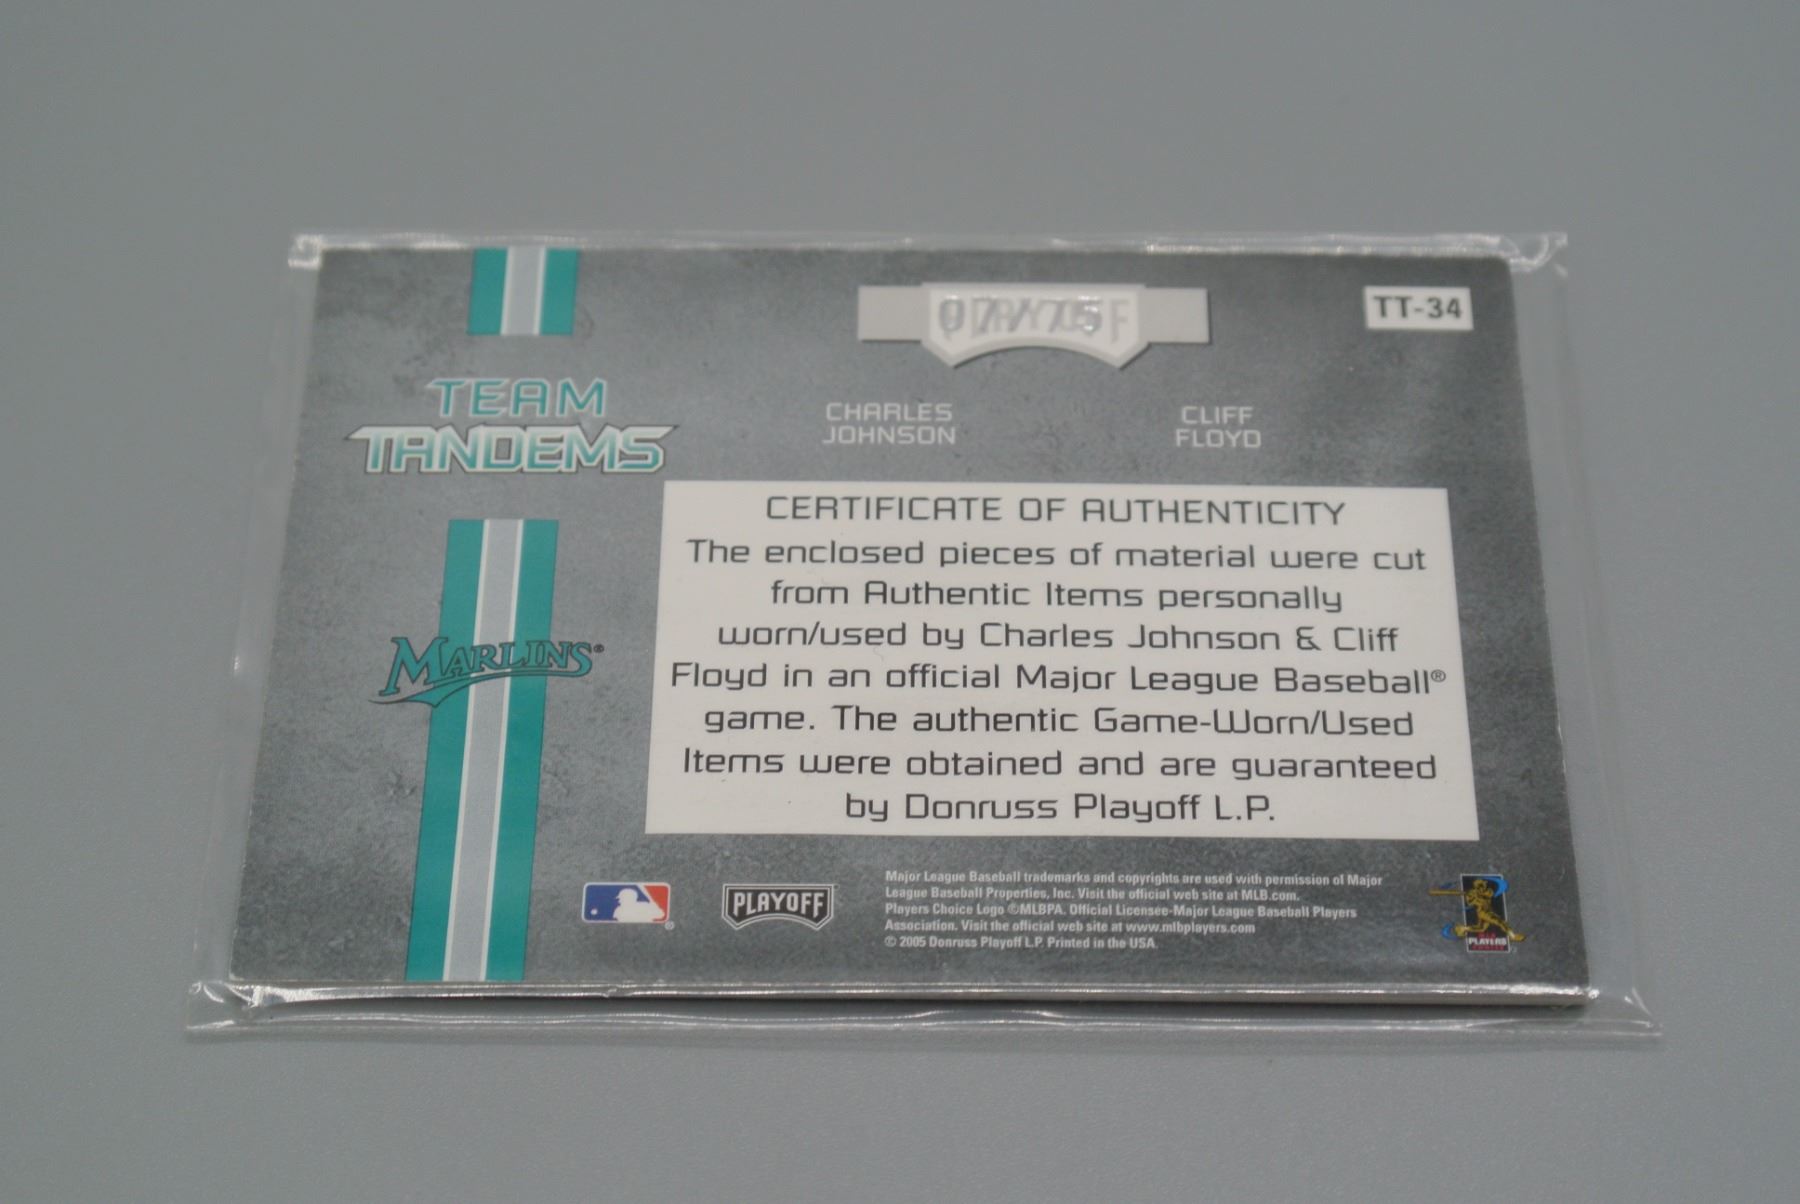 07/75
PLAYOFF
TT-34
TEAM
TANDEMS
CHARLES
JOHNSON
CLIFF
FLOYD
CERTIFICATE OF AUTHENTICITY
The enclosed pieces of material were cut
from Authentic Items personally
worn/used by Charles Johnson & Cliff
Floyd in an official Major League Baseball®
game. The authentic Game-Worn/Used
Items were obtained and are guaranteed
by Donruss Playoff L.P.
MARLINS®
PLAYOFF
Major League Baseball trademarks and copyrights are used with permission of Major
League Baseball Properties, Inc. Visit the official web site at MLB.com.
Players Choice Logo ©MLBPA. Official Licensee-Major League Baseball Players
Association. Visit the official web site at www.mlbplayers.com
© 2005 Donruss Playoff L.P. Printed in the USA
PLAYERS